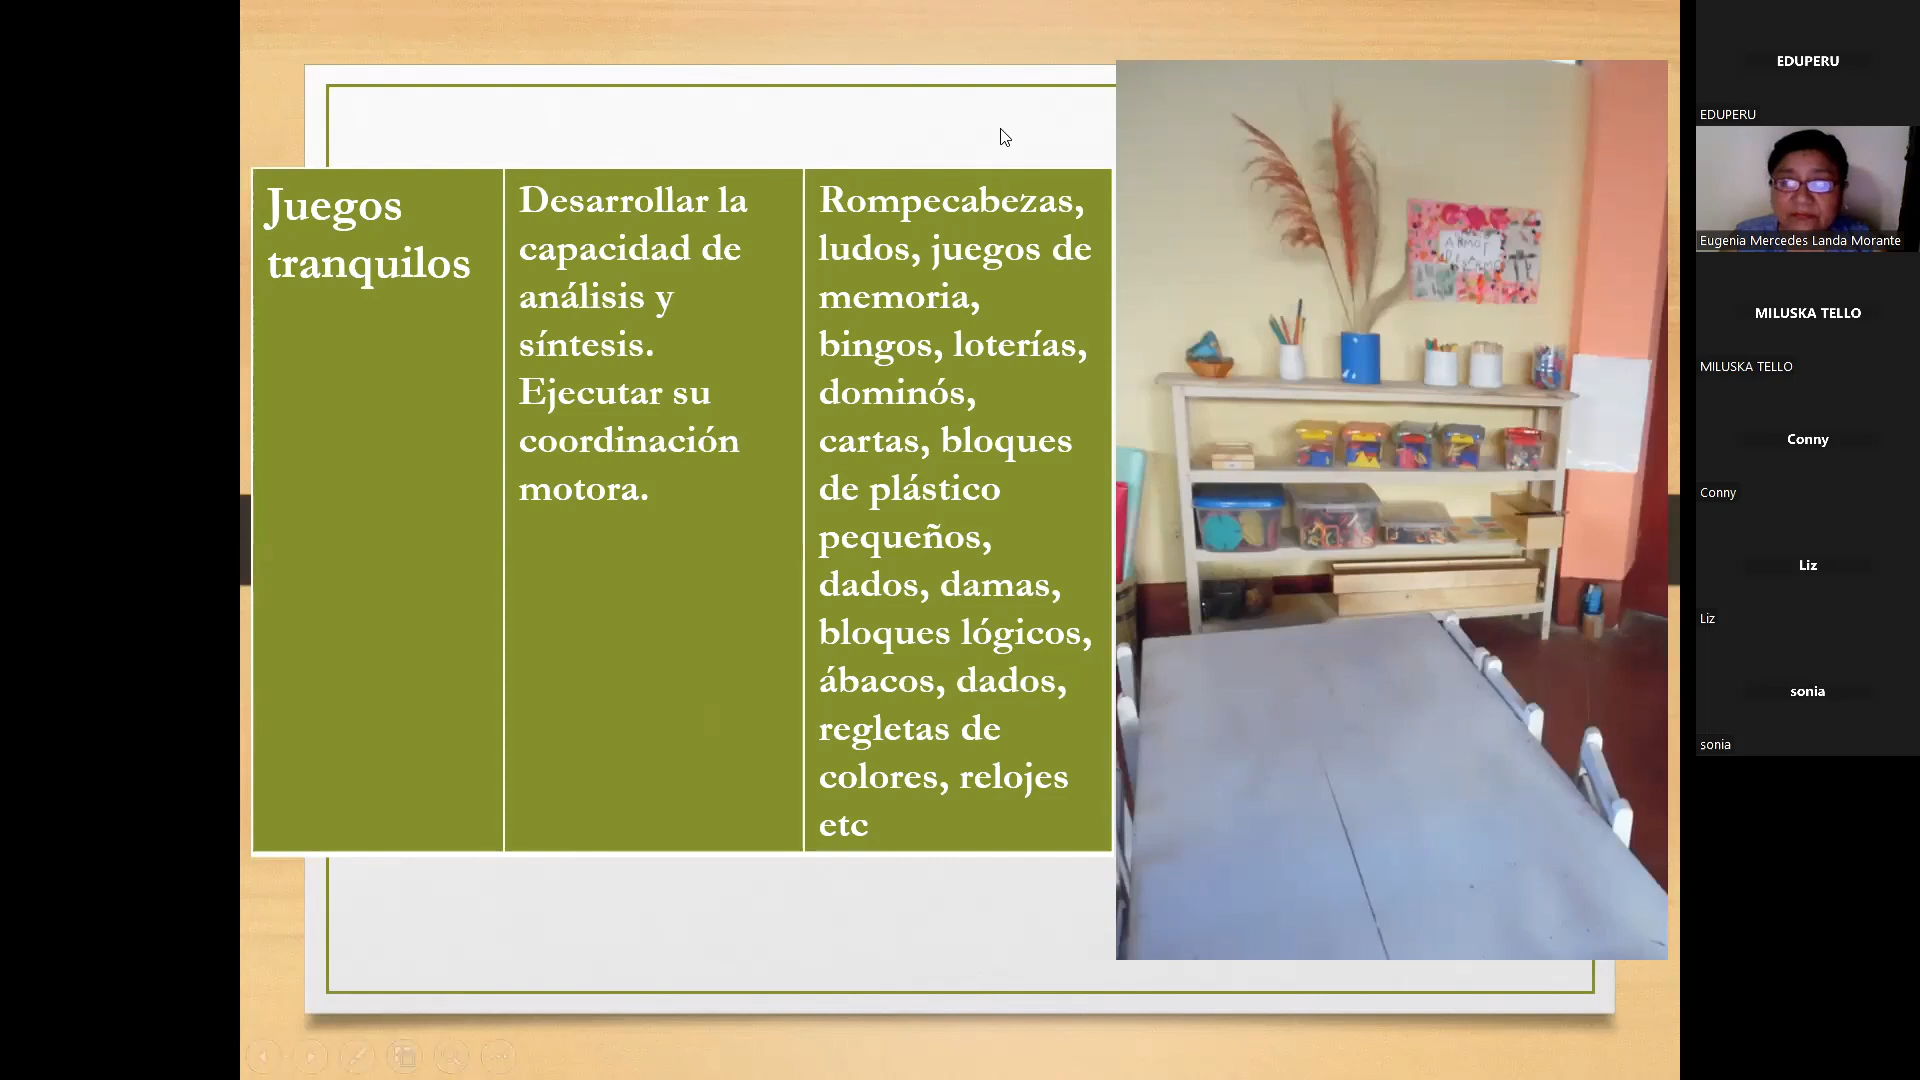 Juegos
tranquilos
Desarrollar la
capacidad de
análisis y
síntesis.
Ejecutar su
coordinación
motora.
Rompecabezas,
ludos, juegos de
memoria,
bingos, loterías,
dominós,
cartas, bloques
de plástico
pequeños,
dados, damas,
bloques lógicos,
ábacos, dados,
regletas de
colores, relojes
etc
EDUPERU
EDUPERU
Eugenia Mercedes Landa Morante
MILUSKA TELLO
MILUSKA TELLO
Conny
Conny
Liz
Liz
sonia
sonia